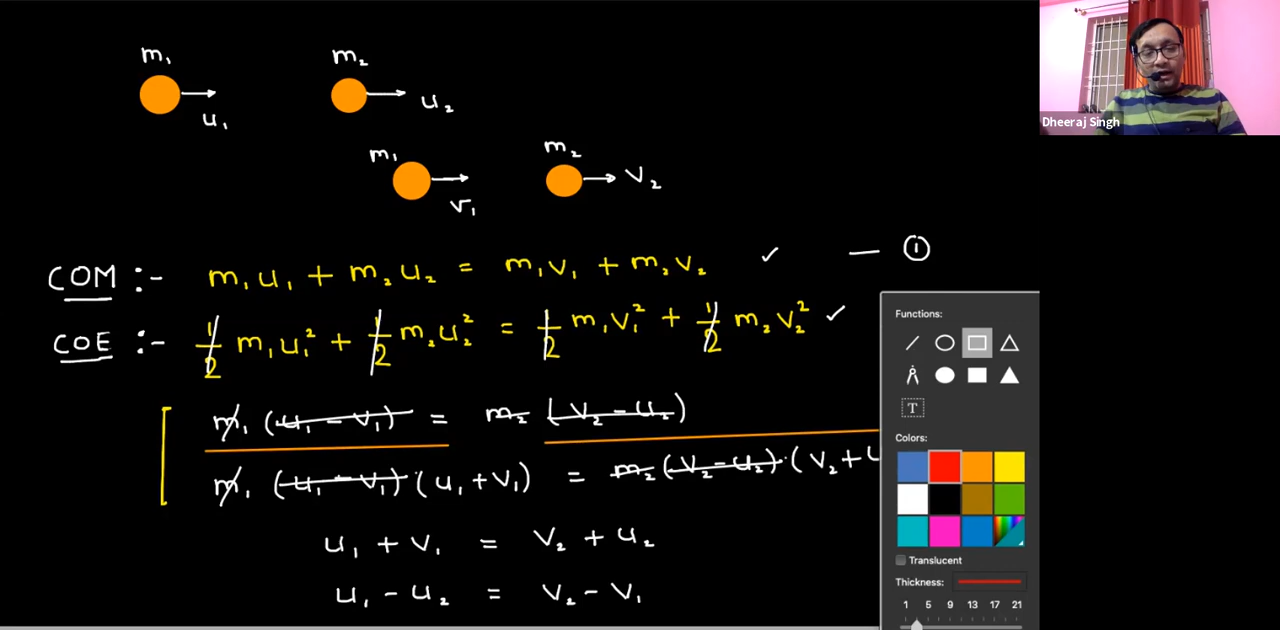 m₁ m₂
u₁ u₂
Dheeraj Singh
m₁ m₂
v₁ v₂
COM :- m₁u₁ + m₂u₂ = m₁v₁ + m₂v₂ ✓ — ①
COE :- 1/2 m₁u₁² + 1/2 m₂u₂² = 1/2 m₁v₁² + 1/2 m₂v₂² ✓
m₁ (u₁ - v₁) = m₂ (v₂ - u₂)
m₁ (u₁ - v₁) (u₁ + v₁) = m₂ (v₂ - u₂) (v₂ + u
u₁ + v₁ = v₂ + u₂
u₁ - u₂ = v₂ - v₁
Functions:
T
Colors:
Translucent
Thickness:
1 5 9 13 17 21